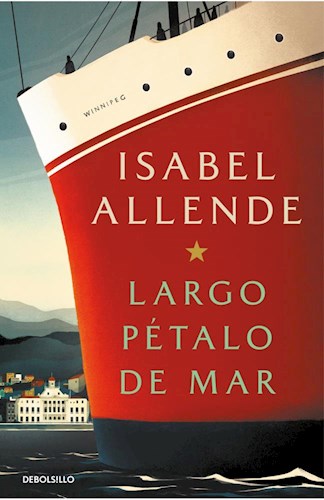 WINNIPEG
ISABEL
ALLENDE
LARGO
PÉTALO
DE MAR
DEBOLSILLO